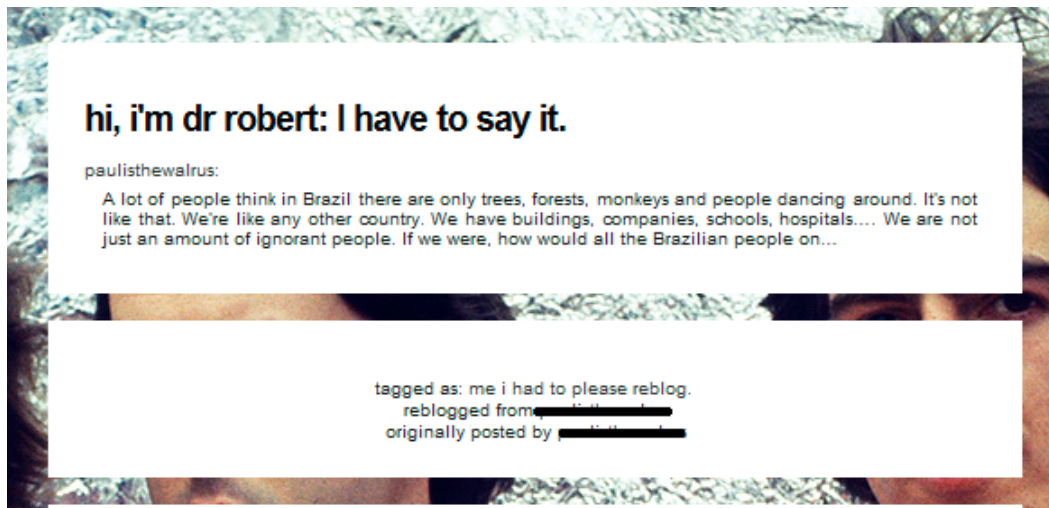 hi, i'm dr robert: I have to say it.
paulisthewalrus:
A lot of people think in Brazil there are only trees, forests, monkeys and people dancing around. It's not
like that. We're like any other country. We have buildings, companies, schools, hospitals.... We are not
just an amount of ignorant people. If we were, how would all the Brazilian people on...
tagged as: me i had to please reblog.
reblogged from
originally posted by